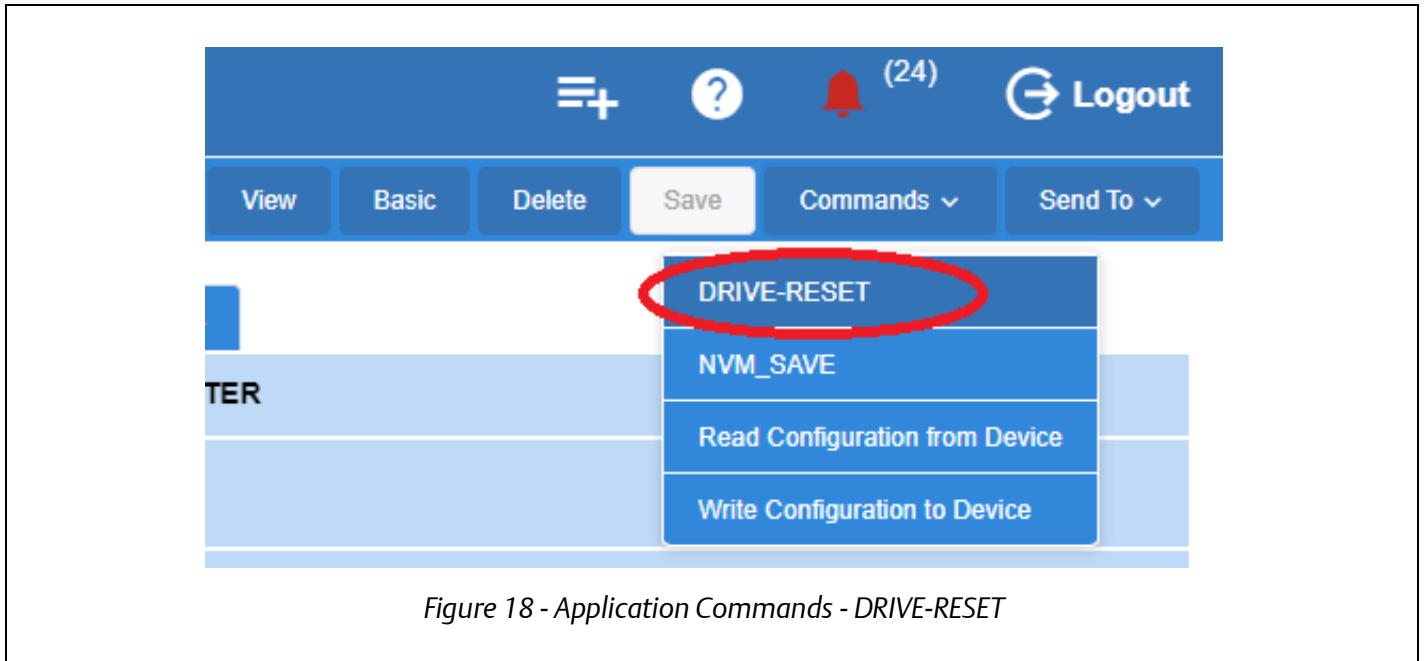 (24)
Logout
View Basic Delete Save Commands Send To
DRIVE-RESET
TER
NVM_SAVE
Read Configuration from Device
Write Configuration to Device
Figure 18 - Application Commands - DRIVE-RESET